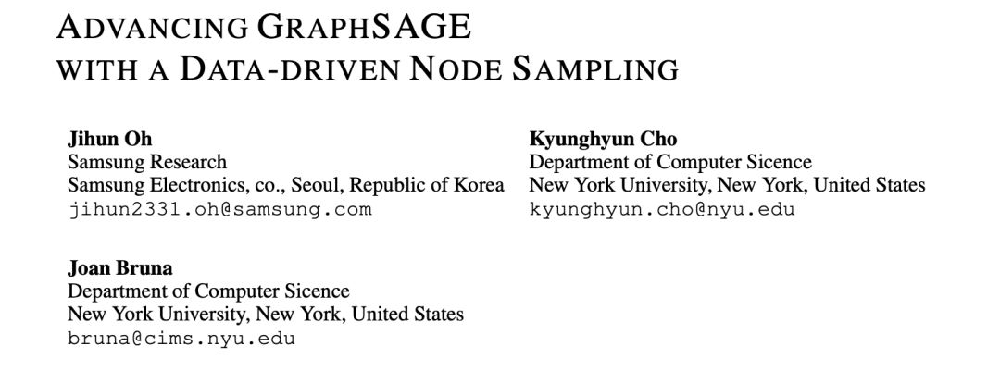 ADVANCING GRAPHSAGE
WITH A DATA-DRIVEN NODE SAMPLING
Jihun Oh
Samsung Research
Samsung Electronics, co., Seoul, Republic of Korea
jihun2331.oh@samsung.com
Kyunghyun Cho
Department of Computer Sicence
New York University, New York, United States
kyunghyun.cho@nyu.edu
Joan Bruna
Department of Computer Sicence
New York University, New York, United States
bruna@cims.nyu.edu